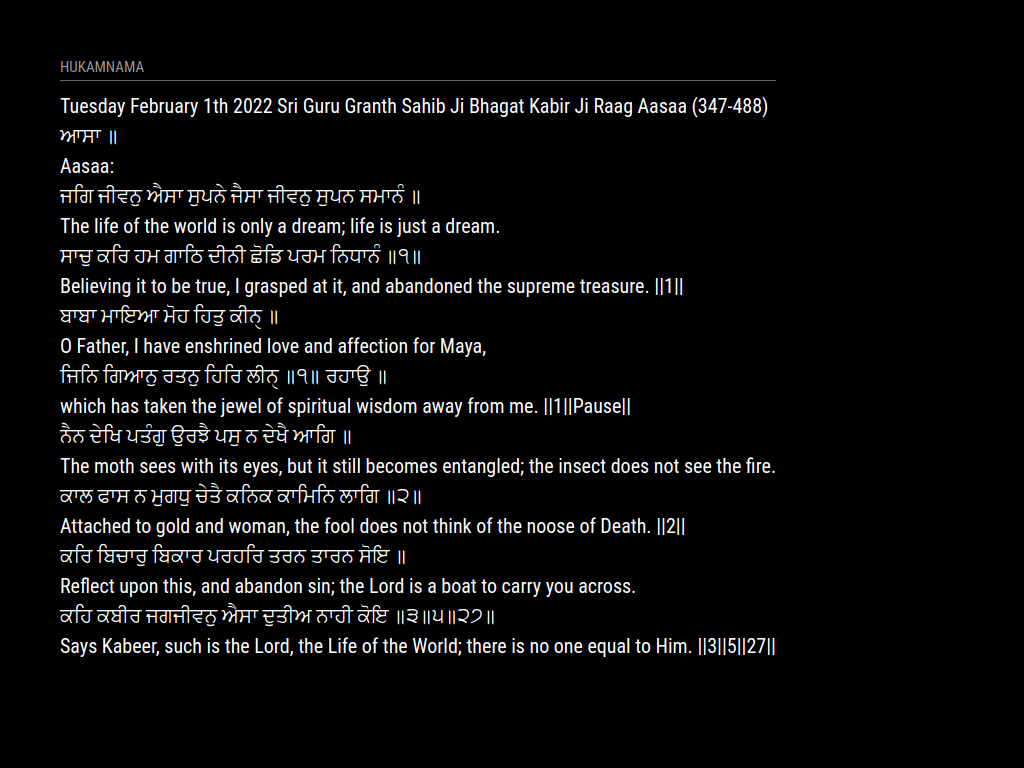 HUKAMNAMA
Tuesday February 1th 2022 Sri Guru Granth Sahib Ji Bhagat Kabir Ji Raag Aasaa (347-488)
ਆਸਾ ॥
Aasaa:
ਜਗਿ ਜੀਵਨੁ ਐਸਾ ਸੁਪਨੇ ਜੈਸਾ ਜੀਵਨੁ ਸੁਪਨ ਸਮਾਨੰ ॥
The life of the world is only a dream; life is just a dream.
ਸਾਚੁ ਕਰਿ ਹਮ ਗਾਠਿ ਦੀਨੀ ਛੋਡਿ ਪਰਮ ਨਿਧਾਨੰ ॥੧॥
Believing it to be true, I grasped at it, and abandoned the supreme treasure. ||1||
ਬਾਬਾ ਮਾਇਆ ਮੋਹ ਹਿਤੁ ਕੀਨੑ ॥
O Father, I have enshrined love and affection for Maya,
ਜਿਨਿ ਗਿਆਨੁ ਰਤਨੁ ਹਿਰਿ ਲੀਨੑ ॥੧॥ ਰਹਾਉ ॥
which has taken the jewel of spiritual wisdom away from me. ||1||Pause||
ਨੈਨ ਦੇਖਿ ਪਤੰਗੁ ਉਰਝੈ ਪਸੁ ਨ ਦੇਖੈ ਆਗਿ ॥
The moth sees with its eyes, but it still becomes entangled; the insect does not see the fire.
ਕਾਲ ਫਾਸ ਨ ਮੁਗਧੁ ਚੇਤੈ ਕਨਿਕ ਕਾਮਿਨਿ ਲਾਗਿ ॥੨॥
Attached to gold and woman, the fool does not think of the noose of Death. ||2||
ਕਰਿ ਬਿਚਾਰੁ ਬਿਕਾਰ ਪਰਹਰਿ ਤਰਨ ਤਾਰਨ ਸੋਇ ॥
Reflect upon this, and abandon sin; the Lord is a boat to carry you across.
ਕਹਿ ਕਬੀਰ ਜਗਜੀਵਨੁ ਐਸਾ ਦੁਤੀਅ ਨਾਹੀ ਕੋਇ ॥੩॥੫॥੨੭॥
Says Kabeer, such is the Lord, the Life of the World; there is no one equal to Him. ||3||5||27||